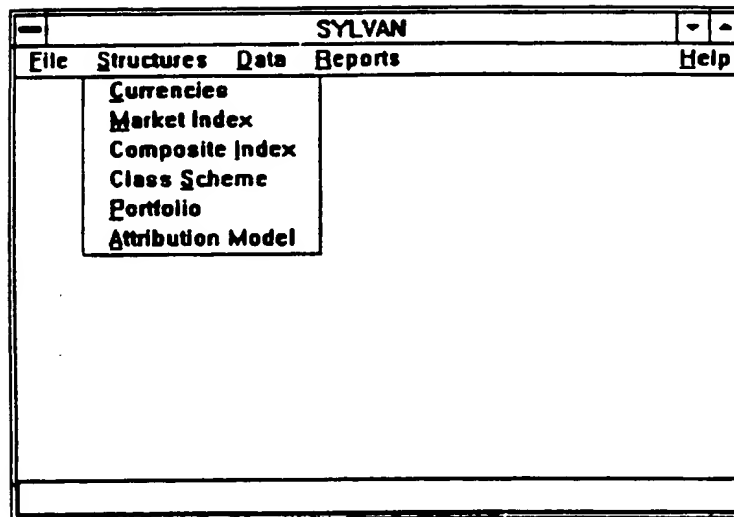 SYLVAN
File Structures Data Reports Help
Currencies
Market Index
Composite Index
Class Scheme
Portfolio
Attribution Model